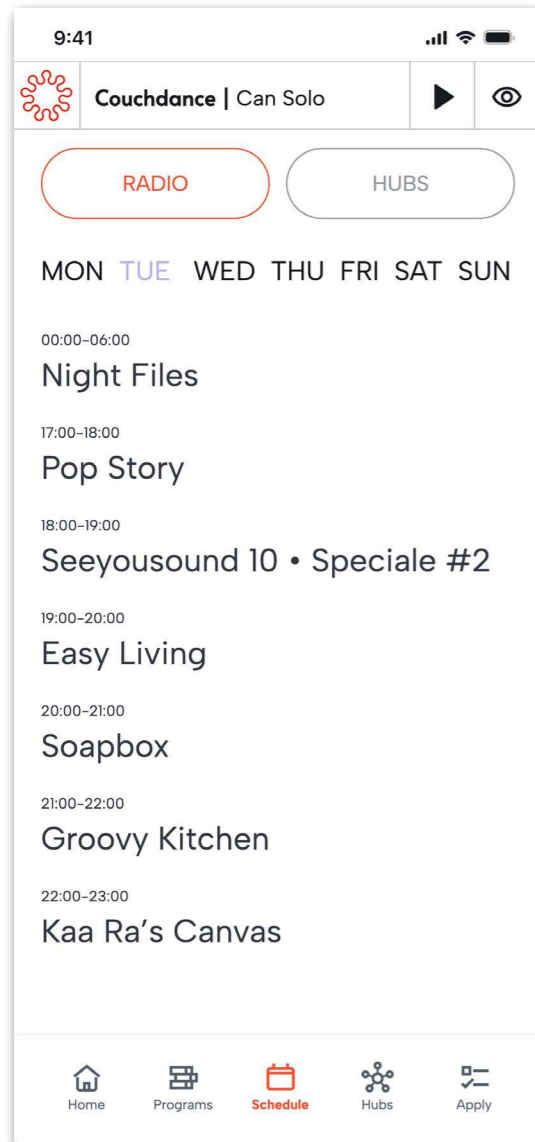 9:41
Couchdance | Can Solo
RADIO HUBS
MON TUE WED THU FRI SAT SUN
00:00-06:00
Night Files
17:00-18:00
Pop Story
18:00-19:00
Seeyousound 10 • Speciale #2
19:00-20:00
Easy Living
20:00-21:00
Soapbox
21:00-22:00
Groovy Kitchen
22:00-23:00
Kaa Ra’s Canvas
Home Programs Schedule Hubs Apply